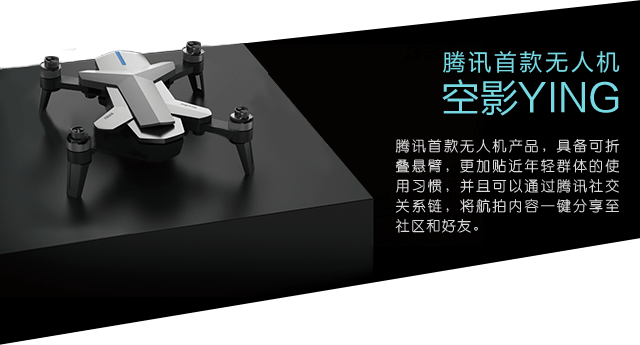 腾讯首款无人机
空影YING
腾讯首款无人机产品，具备可折
叠悬臂，更加贴近年轻群体的使
用习惯，并且可以通过腾讯社交
关系链，将航拍内容一键分享至
社区和好友。